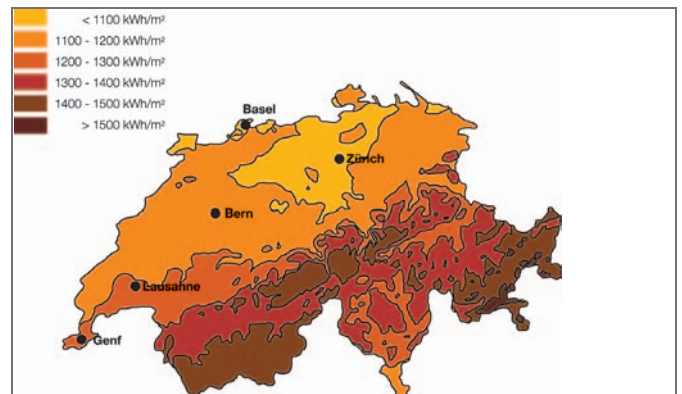 < 1100 kWh/m²
1100 - 1200 kWh/m²
1200 - 1300 kWh/m²
1300 - 1400 kWh/m²
1400 - 1500 kWh/m²
> 1500 kWh/m²
Basel
Zürich
Bern
Lausanne
Genf